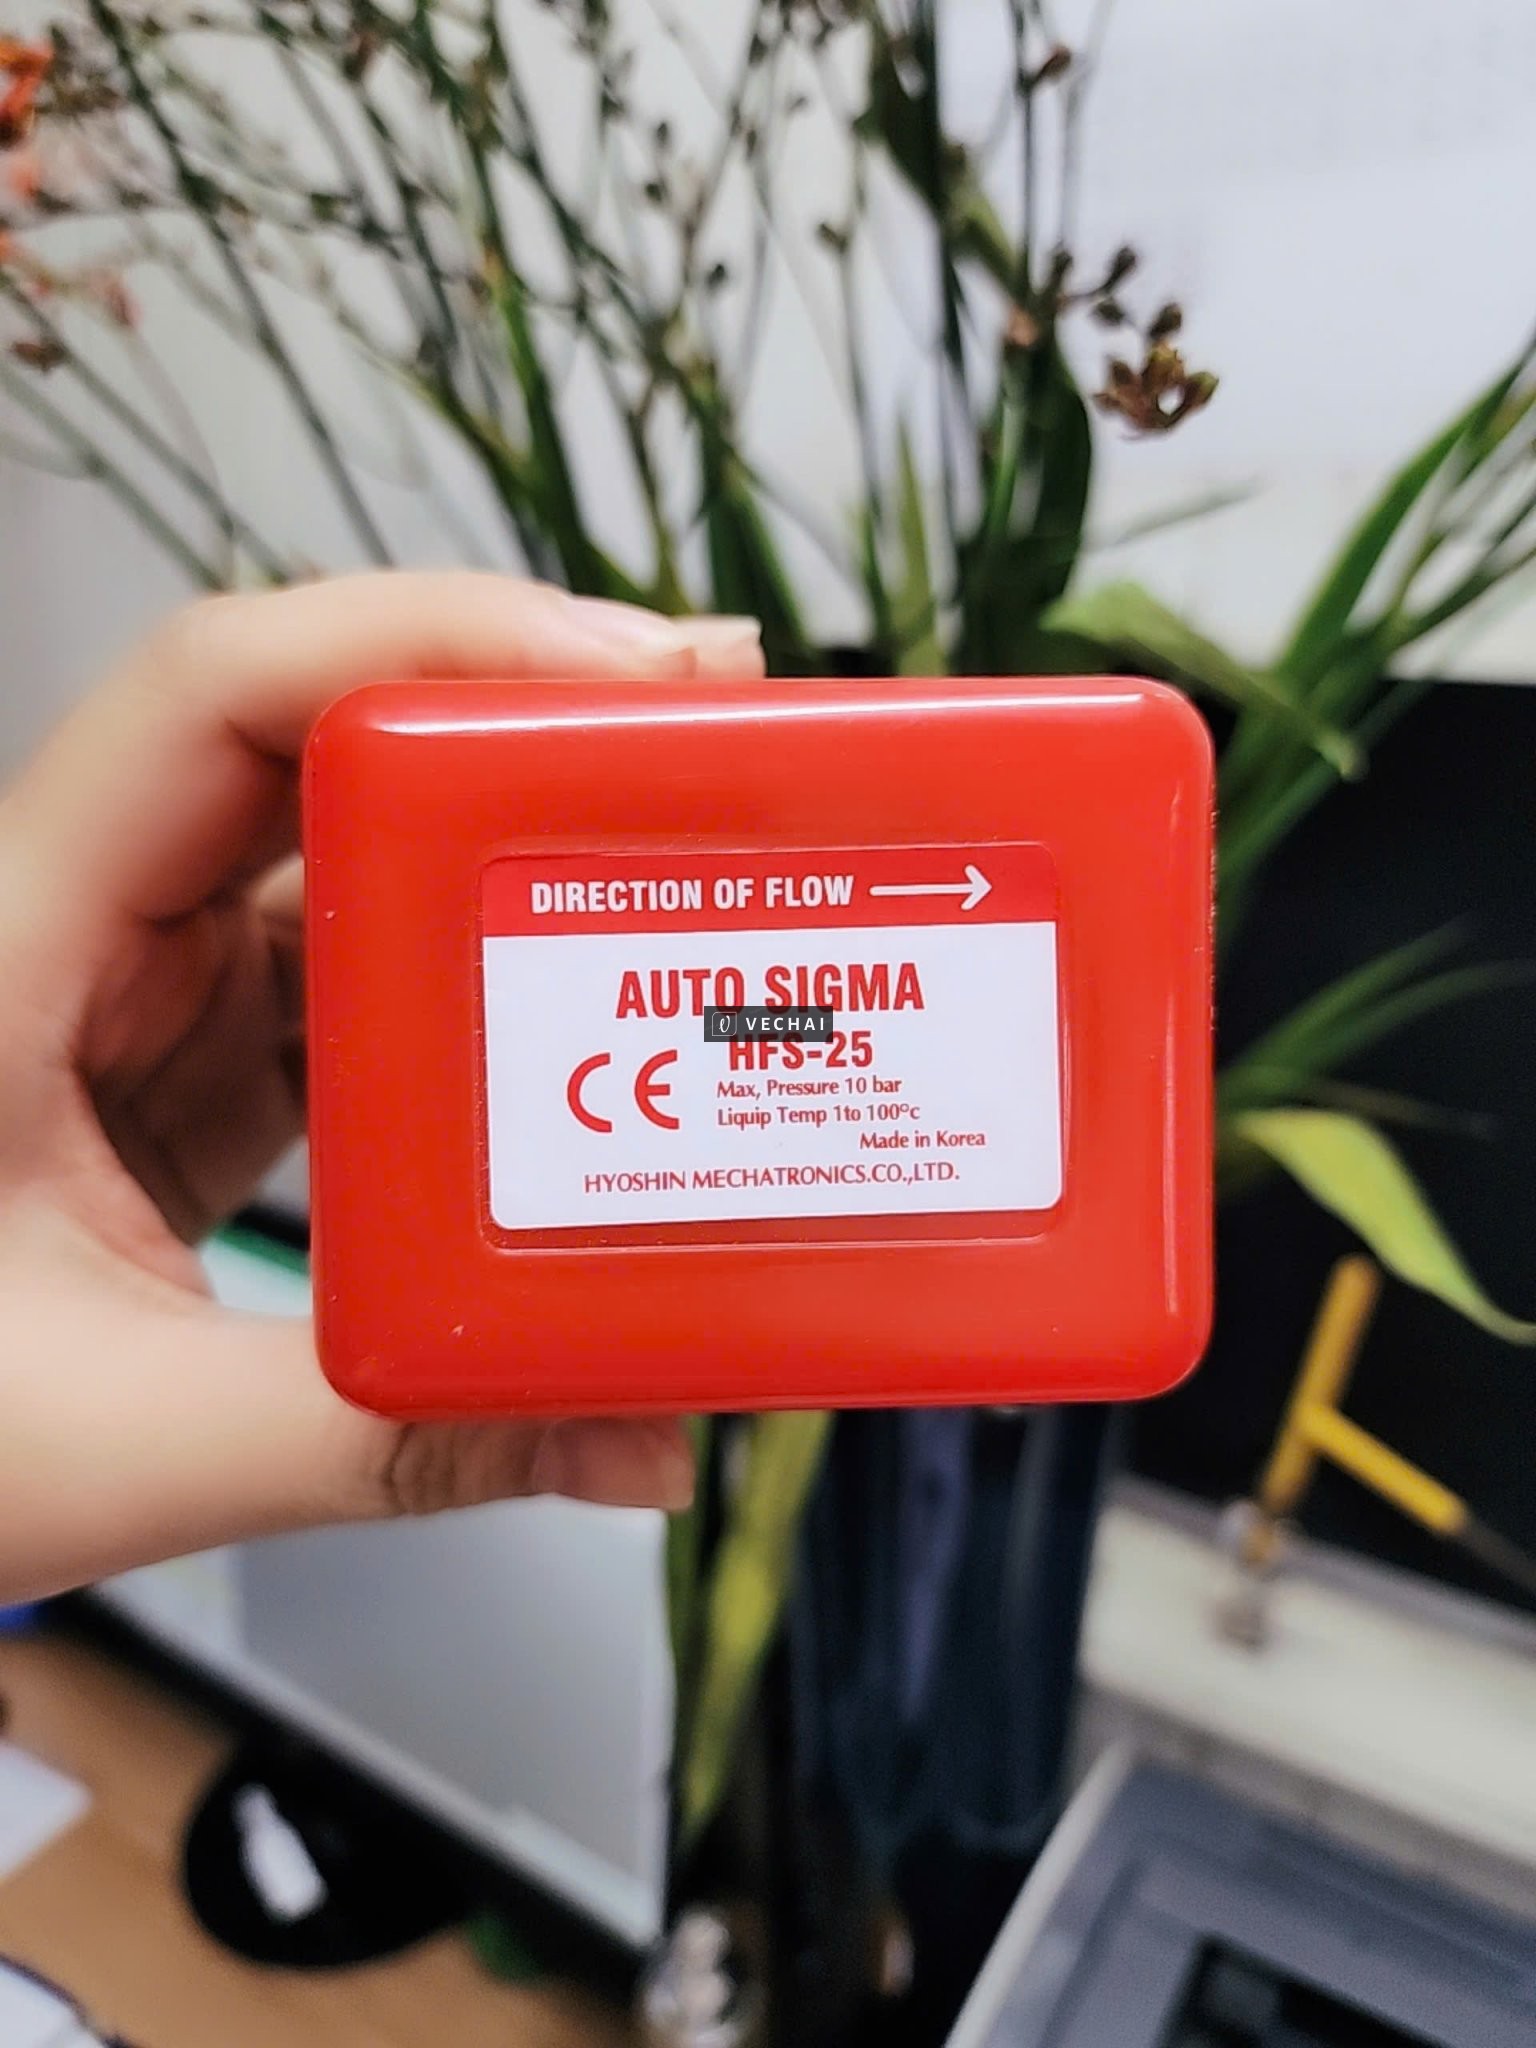 DIRECTION OF FLOW
AUTO SIGMA
VECHAI
HFS-25
CE
Max, Pressure 10 bar
Liquip Temp 1to 100°c
Made in Korea
HYOSHIN MECHATRONICS.CO.,LTD.